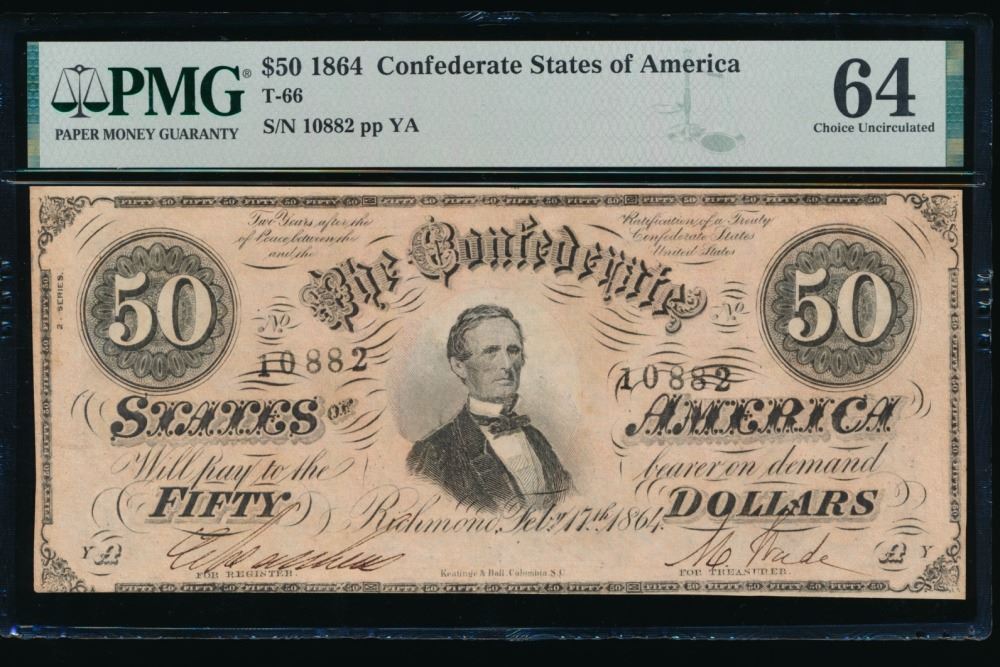 PMG®
PAPER MONEY GUARANTY
$50 1864 Confederate States of America
T-66
S/N 10882 pp YA
64
Choice Uncirculated
Two Years after the
of Peace between the
and the
Ratification of a Treaty
Confederate States
United States
2. SERIES.
50
50
The Confederate
No
No
10882
10882
STATES OF AMERICA
Will pay to the bearer on demand
FIFTY DOLLARS
Richmond, Feby. 17th. 1864.
Y A
A Y
FOR REGISTER.
Keatinge & Ball, Columbia S.C.
FOR TREASURER.